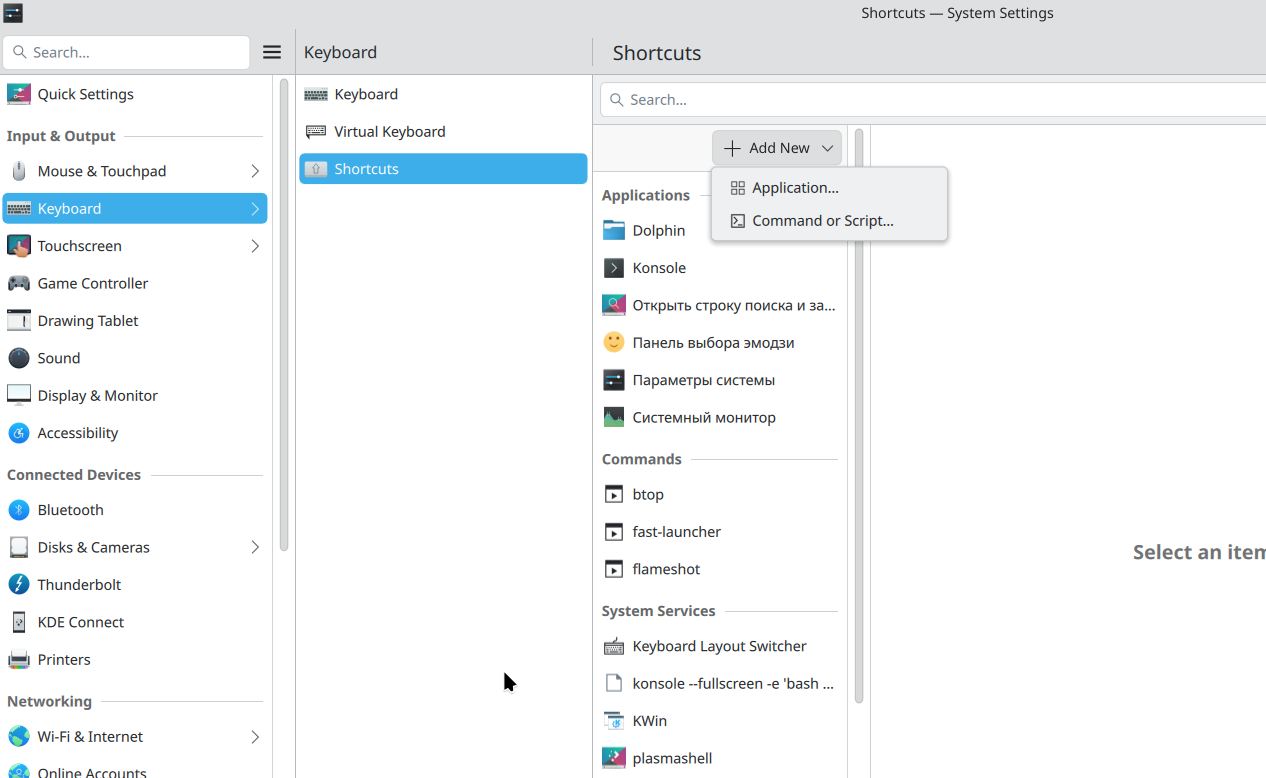 Shortcuts — System Settings
Search...
Keyboard
Shortcuts
Quick Settings
Input & Output
Mouse & Touchpad
Keyboard
Touchscreen
Game Controller
Drawing Tablet
Sound
Display & Monitor
Accessibility
Connected Devices
Bluetooth
Disks & Cameras
Thunderbolt
KDE Connect
Printers
Networking
Wi-Fi & Internet
Online Accounts
Keyboard
Virtual Keyboard
Shortcuts
Search...
Add New
Application...
Command or Script...
Applications
Dolphin
Konsole
Открыть строку поиска и за...
Панель выбора эмодзи
Параметры системы
Системный монитор
Commands
btop
fast-launcher
flameshot
System Services
Keyboard Layout Switcher
konsole --fullscreen -e 'bash ...
KWin
plasmashell
Select an item